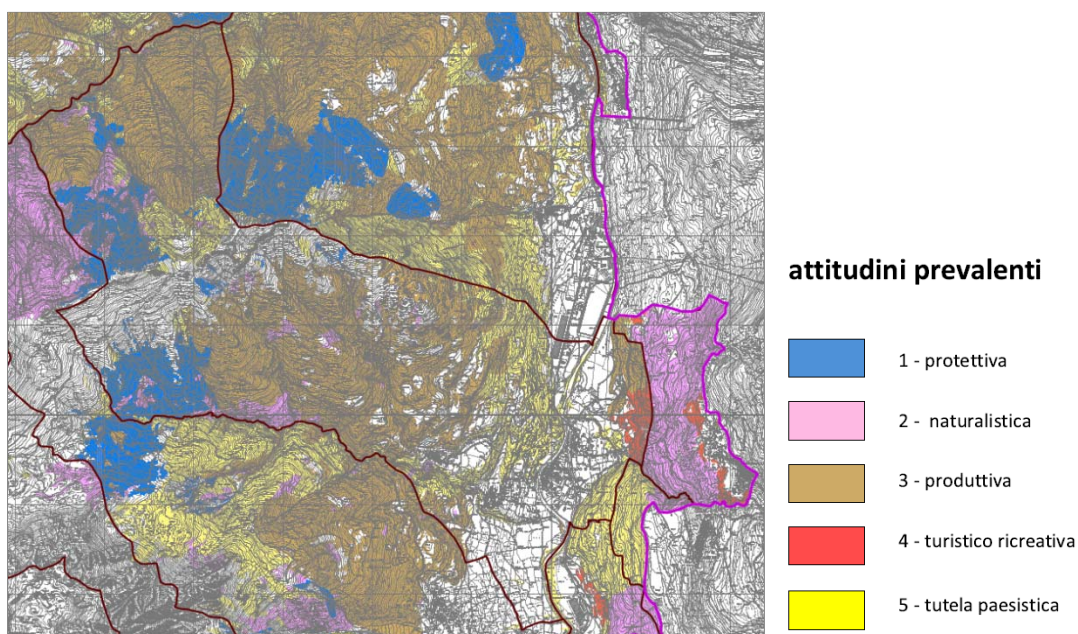 attitudini prevalenti
1 - protettiva
2 - naturalistica
3 - produttiva
4 - turistico ricreativa
5 - tutela paesistica